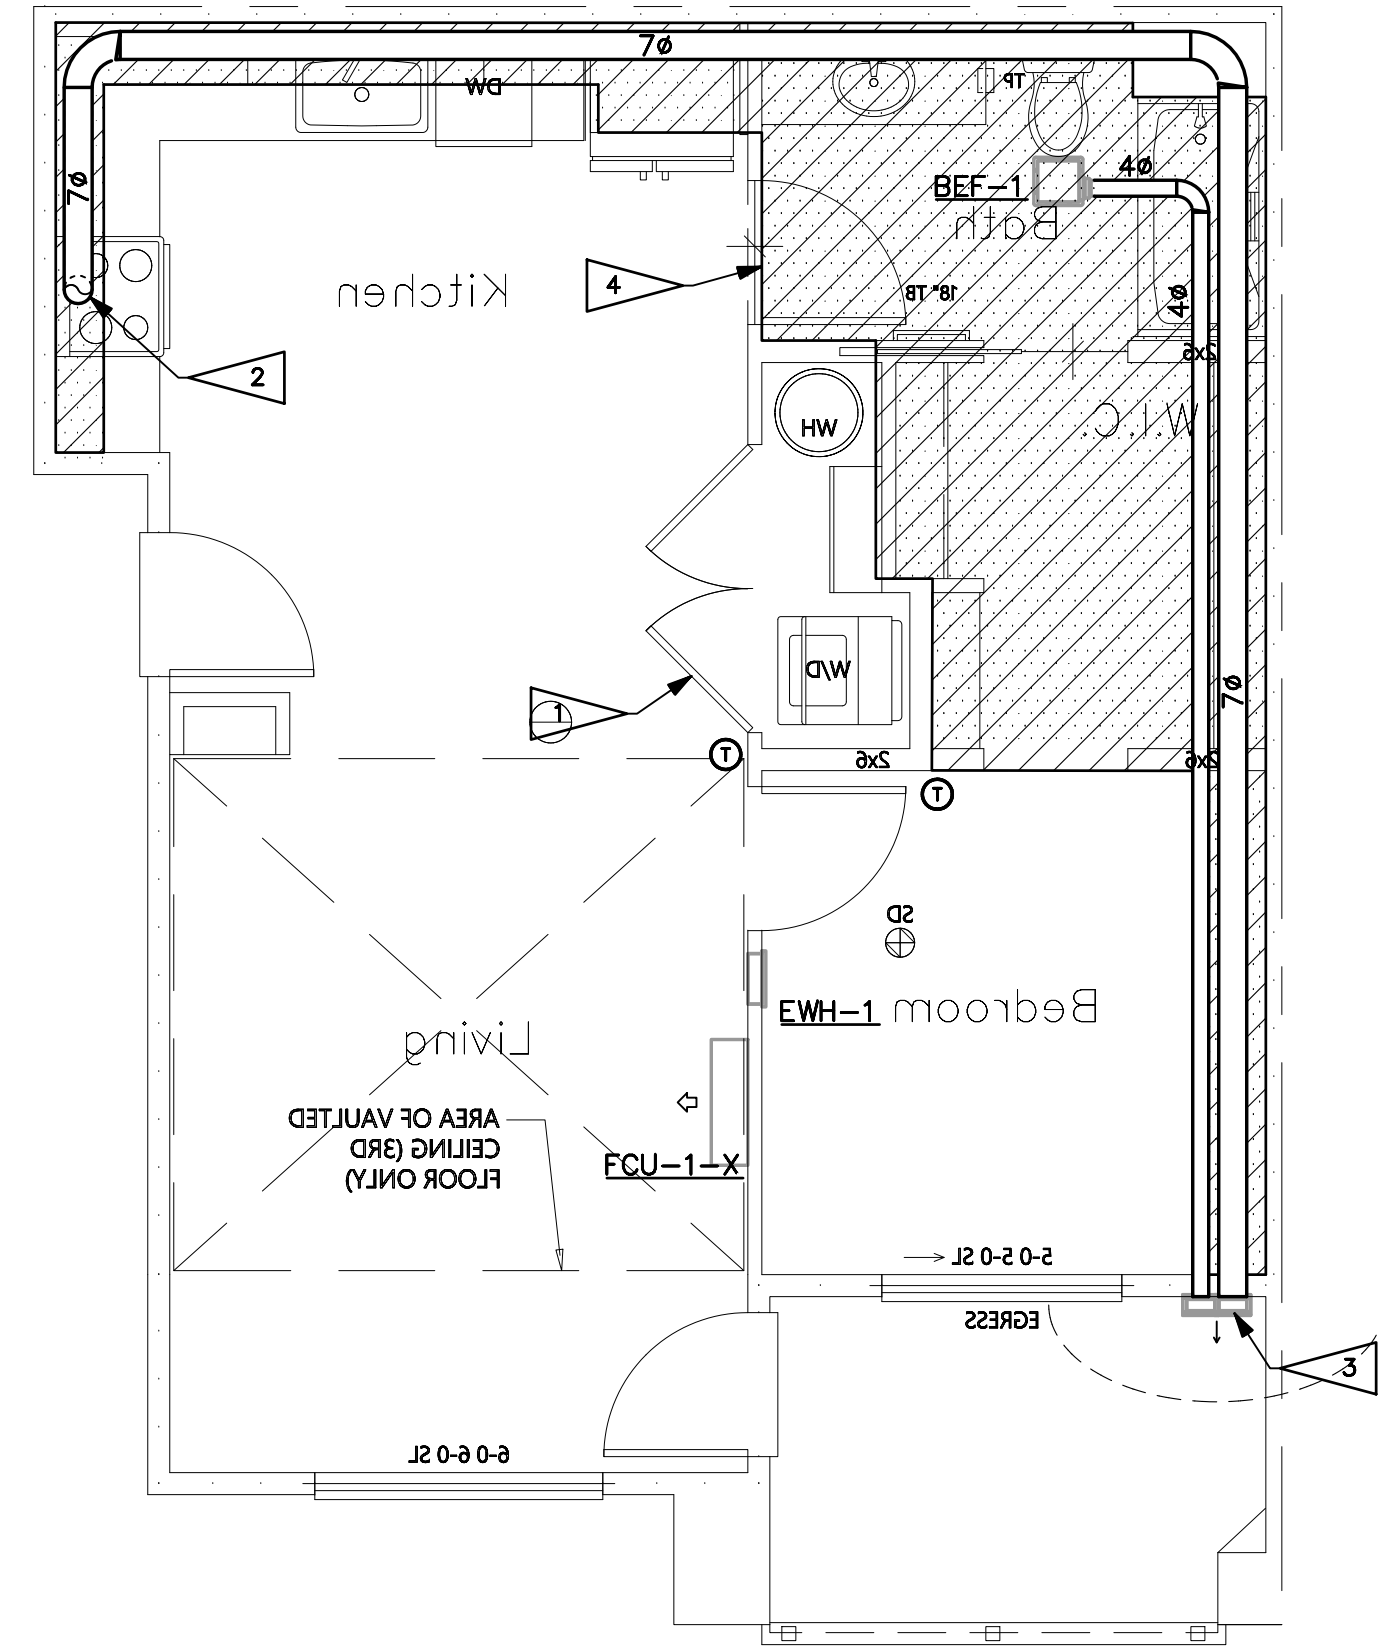 7ø
DW
TP
7ø
BEF-1
4ø
Bath
Kitchen
4
18" TB
4ø
2
2x6
W.I.C.
WH
W/D
7ø
1
T
2x6
2x6
T
SD
EWH-1
Bedroom
Living
AREA OF VAULTED
CEILING (3RD
FLOOR ONLY)
FCU-1-X
5-0 5-0 SL
EGRESS
3
6-0 6-0 SL